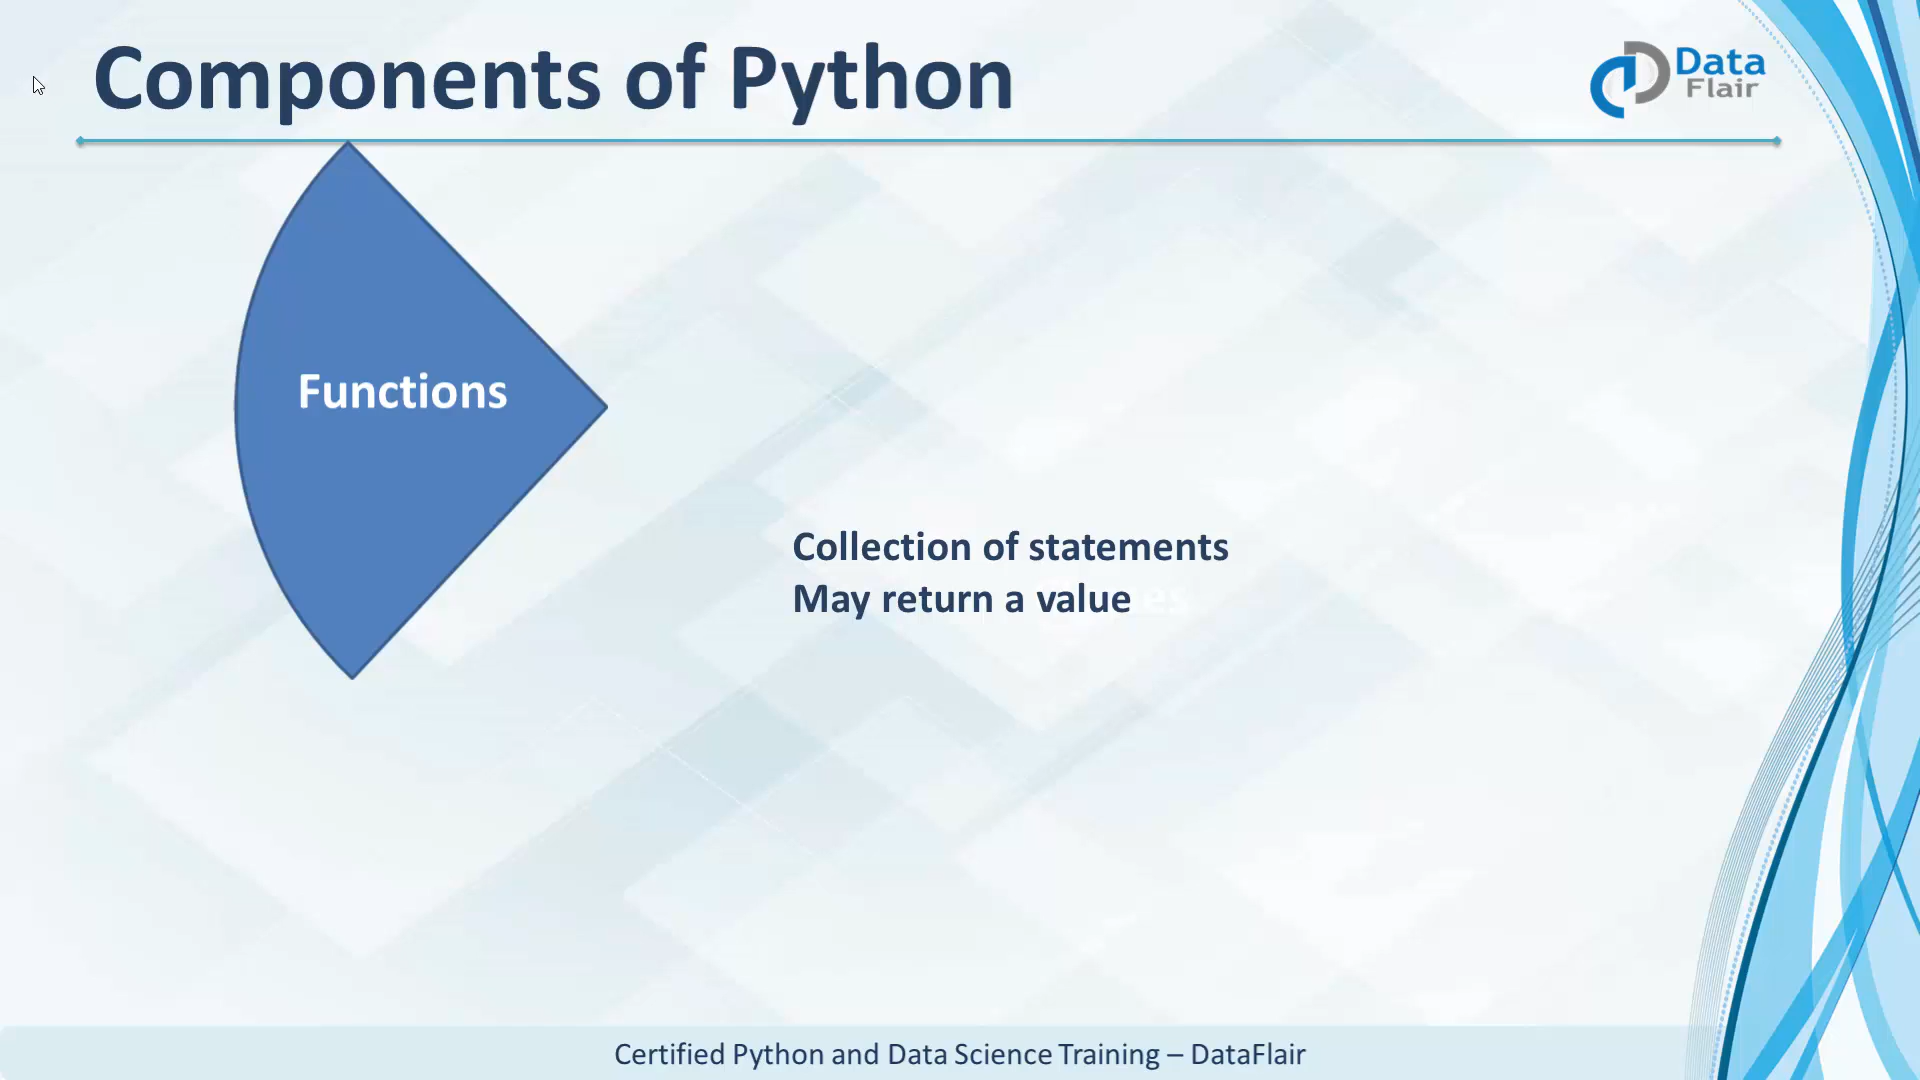 Components of Python
Data
Flair
Functions
Collection of statements
May return a value
Certified Python and Data Science Training – DataFlair